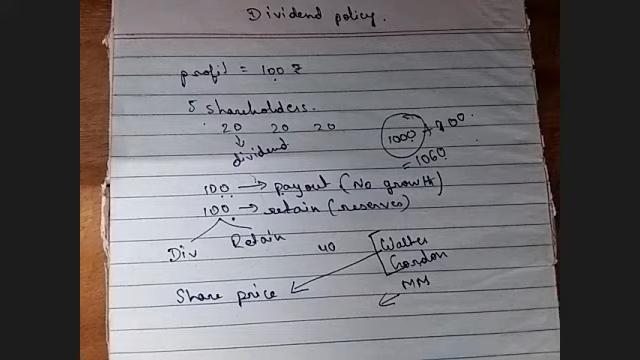 Dividend policy.
profit = 100 ₹
5 shareholders.
20 20 20
1000 +
dividend
= 1060
100 → payout (No growth)
100 → retain (reserves)
Div Retain 40
Walter
Gordon
Share price
MM